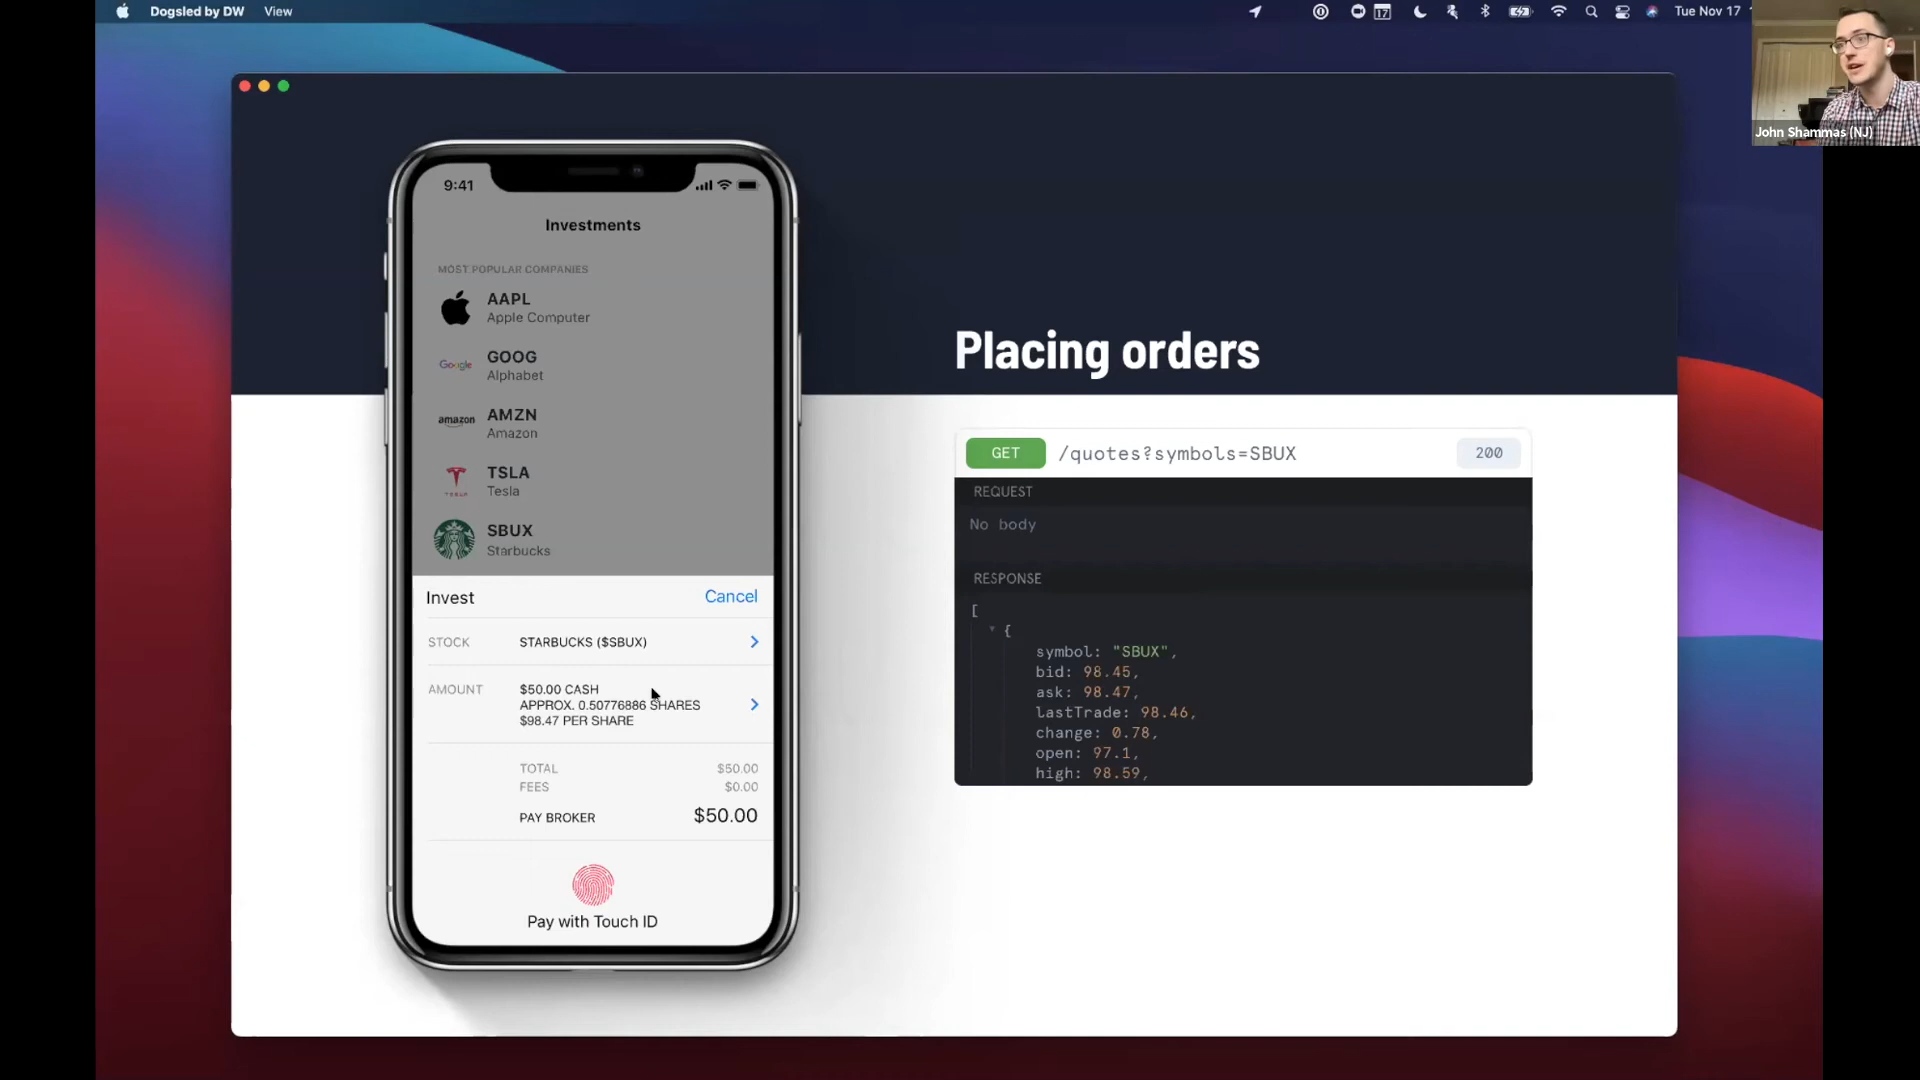 Dogsled by DW View
17
Tue Nov 17
John Shammas (NJ)
9:41
Investments
MOST POPULAR COMPANIES
AAPL
Apple Computer
Google
GOOG
Alphabet
amazon
AMZN
Amazon
TESLA
TSLA
Tesla
SBUX
Starbucks
Invest
Cancel
STOCK
STARBUCKS ($SBUX)
AMOUNT
$50.00 CASH
APPROX. 0.50776886 SHARES
$98.47 PER SHARE
TOTAL $50.00
FEES $0.00
PAY BROKER $50.00
Pay with Touch ID
Placing orders
GET /quotes?symbols=SBUX 200
REQUEST
No body
RESPONSE
[
{
symbol: "SBUX",
bid: 98.45,
ask: 98.47,
lastTrade: 98.46,
change: 0.78,
open: 97.1,
high: 98.59,